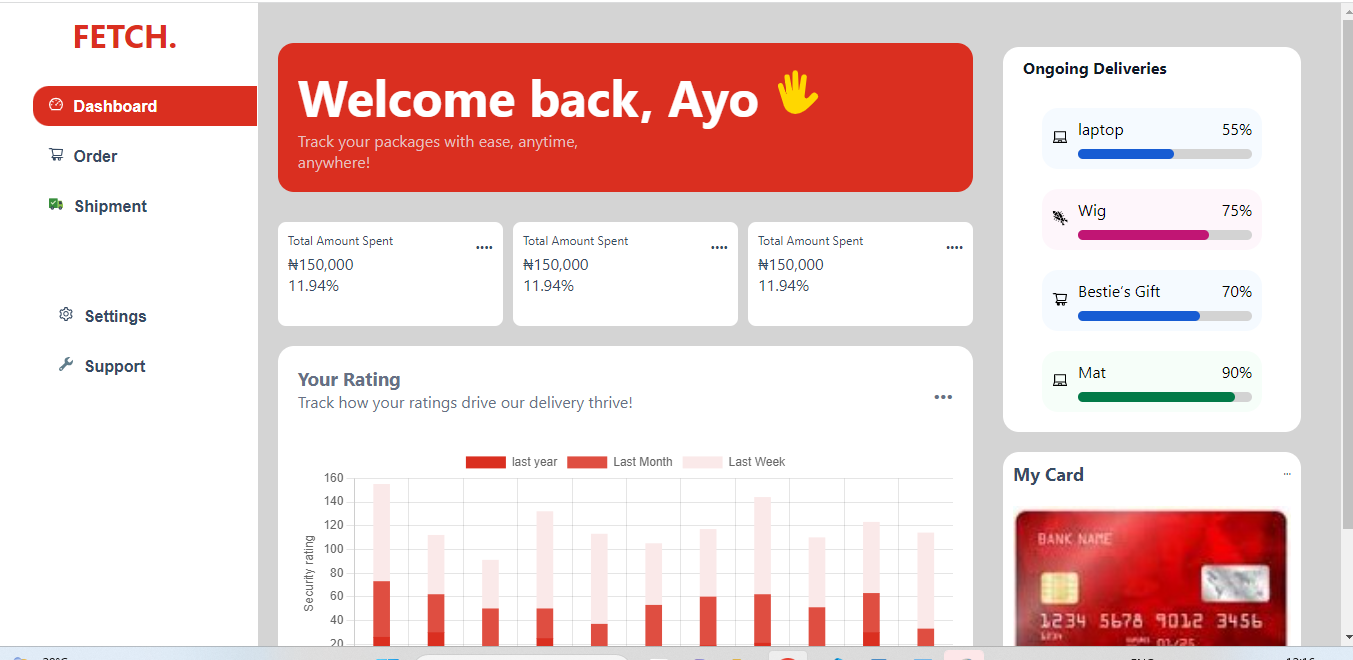 FETCH.
Dashboard
Order
Shipment
Settings
Support
Welcome back, Ayo
Track your packages with ease, anytime,
anywhere!
Total Amount Spent
₦150,000
11.94%
Total Amount Spent
₦150,000
11.94%
Total Amount Spent
₦150,000
11.94%
Your Rating
Track how your ratings drive our delivery thrive!
last year Last Month Last Week
160
140
120
100
80
60
40
20
Security rating
Ongoing Deliveries
laptop 55%
Wig 75%
Bestie's Gift 70%
Mat 90%
My Card
BANK NAME
1234 5678 9012 3456
1234
01/25